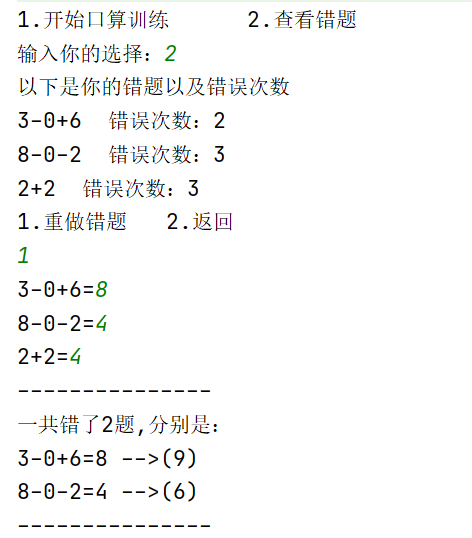 1.开始口算训练      2.查看错题
输入你的选择：2
以下是你的错题以及错误次数
3-0+6  错误次数：2
8-0-2  错误次数：3
2+2  错误次数：3
1.重做错题   2.返回
1
3-0+6=8
8-0-2=4
2+2=4
---------------
一共错了2题,分别是：
3-0+6=8 -->(9)
8-0-2=4 -->(6)
---------------